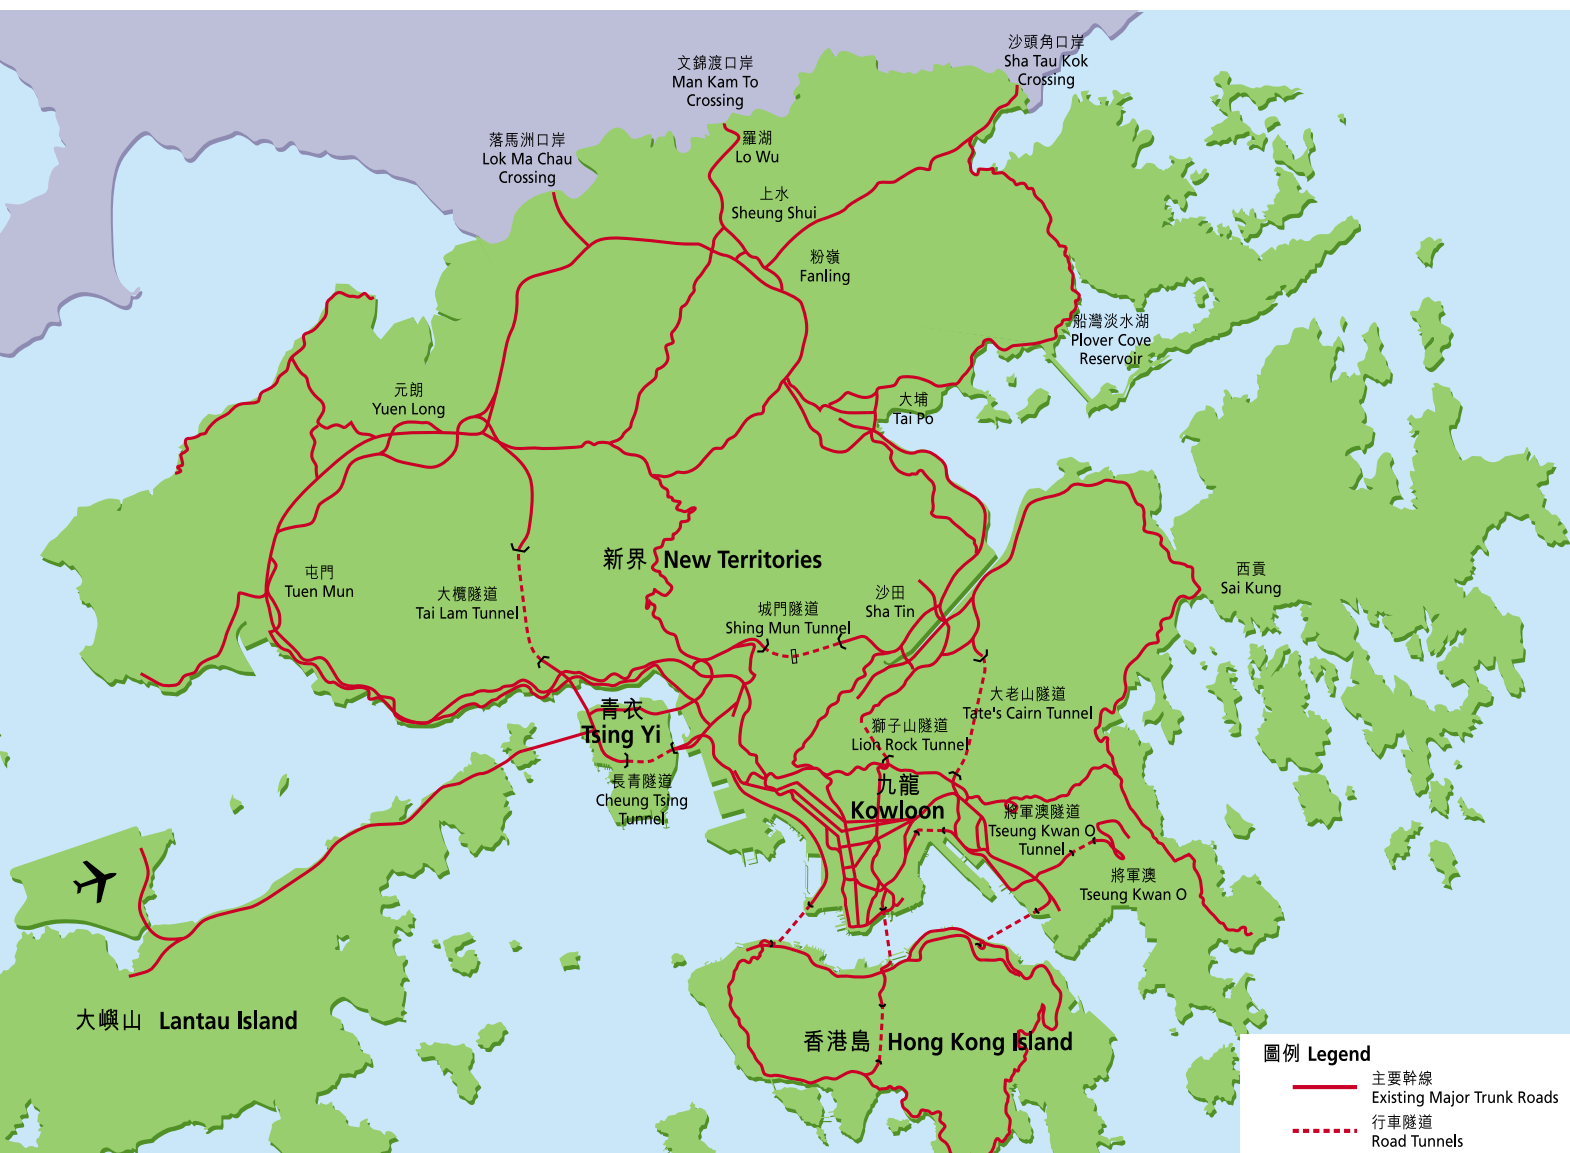 沙頭角口岸
Sha Tau Kok
Crossing
文錦渡口岸
Man Kam To
Crossing
落馬洲口岸
Lok Ma Chau
Crossing
羅湖
Lo Wu
上水
Sheung Shui
粉嶺
Fanling
船灣淡水湖
Plover Cove
Reservoir
元朗
Yuen Long
大埔
Tai Po
新界 New Territories
屯門
Tuen Mun
大欖隧道
Tai Lam Tunnel
城門隧道
Shing Mun Tunnel
沙田
Sha Tin
西貢
Sai Kung
青衣
Tsing Yi
大老山隧道
Tate's Cairn Tunnel
獅子山隧道
Lion Rock Tunnel
長青隧道
Cheung Tsing
Tunnel
九龍
Kowloon
將軍澳隧道
Tseung Kwan O
Tunnel
將軍澳
Tseung Kwan O
大嶼山 Lantau Island
香港島 Hong Kong Island
圖例 Legend
主要幹線
Existing Major Trunk Roads
行車隧道
Road Tunnels